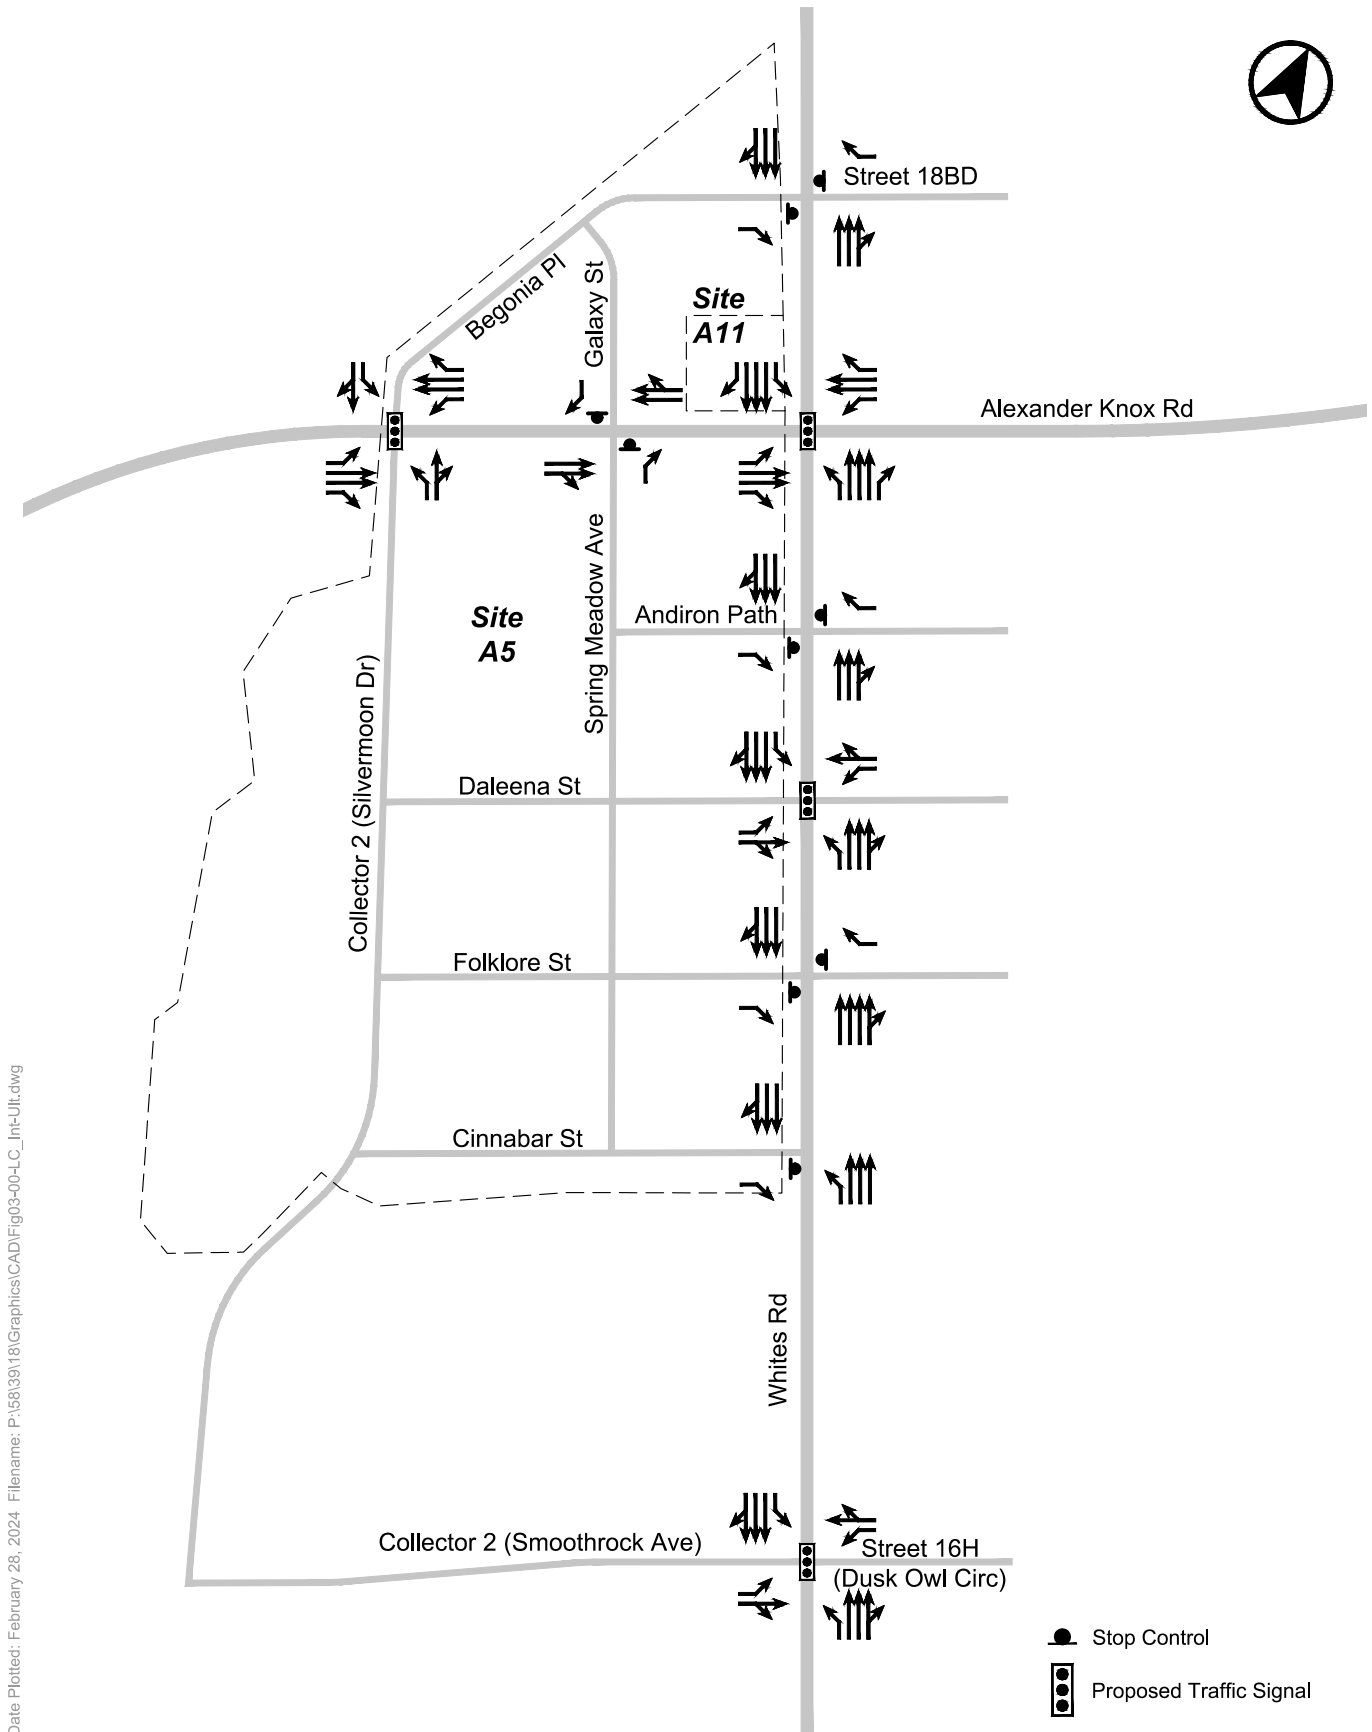 Street 18BD
Begonia Pl
Galaxy St
Site
A11
Alexander Knox Rd
Spring Meadow Ave
Site
A5
Andiron Path
Collector 2 (Silvermoon Dr)
Daleena St
Folklore St
Cinnabar St
Whites Rd
Collector 2 (Smoothrock Ave)
Street 16H
(Dusk Owl Circ)
Stop Control
Proposed Traffic Signal
Date Plotted: February 28, 2024 Filename: P:\58\39\18\Graphics\CAD\Fig03-00-LC_Int-Ult.dwg